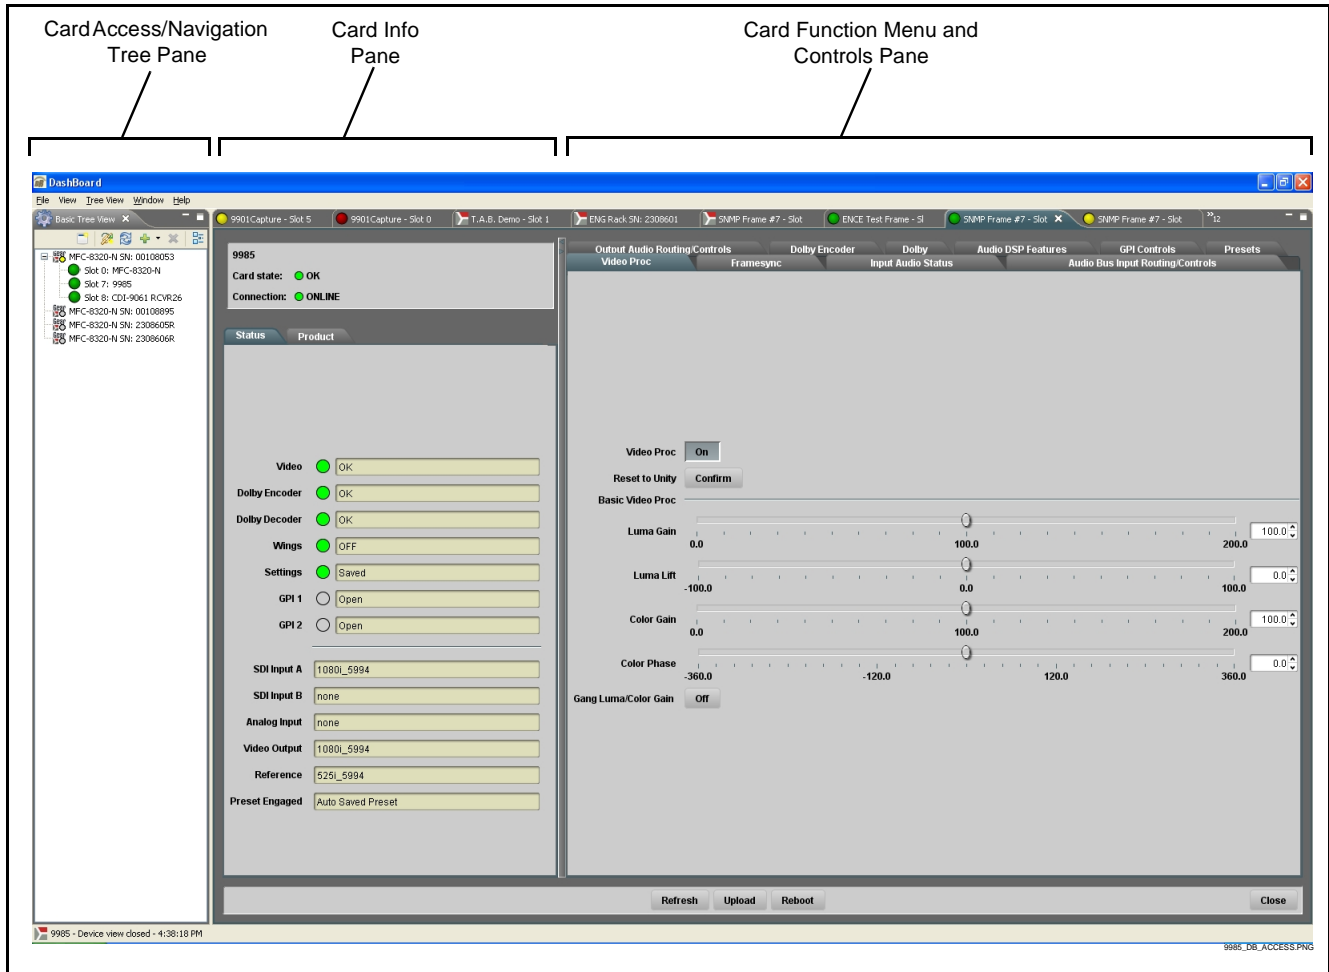 Card Access/Navigation
Tree Pane
Card Info
Pane
Card Function Menu and
Controls Pane
DashBoard
File View Tree View Window Help
Basic Tree View
9901Capture - Slot 5
9901Capture - Slot 0
T.A.B. Demo - Slot 1
ENG Rack SN: 2308601
SNMP Frame #7 - Slot
ENCE Test Frame - Sl
SNMP Frame #7 - Slot
SNMP Frame #7 - Slot
»12
MFC-8320-N SN: 00108053
Slot 0: MFC-8320-N
Slot 7: 9985
Slot 8: CDI-9061 RCVR26
MFC-8320-N SN: 00108895
MFC-8320-N SN: 2308605R
MFC-8320-N SN: 2308606R
9985
Card state: OK
Connection: ONLINE
Status Product
Video OK
Dolby Encoder OK
Dolby Decoder OK
Wings OFF
Settings Saved
GPI 1 Open
GPI 2 Open
SDI Input A 1080i_5994
SDI Input B none
Analog Input none
Video Output 1080i_5994
Reference 525i_5994
Preset Engaged Auto Saved Preset
Output Audio Routing/Controls Dolby Encoder Dolby Audio DSP Features GPI Controls Presets
Video Proc Framesync Input Audio Status Audio Bus Input Routing/Controls
Video Proc On
Reset to Unity Confirm
Basic Video Proc
Luma Gain 100.0
0.0 100.0 200.0
Luma Lift 0.0
-100.0 0.0 100.0
Color Gain 100.0
0.0 100.0 200.0
Color Phase 0.0
-360.0 -120.0 120.0 360.0
Gang Luma/Color Gain Off
Refresh Upload Reboot Close
9985 - Device view closed - 4:38:18 PM
9985_DB_ACCESS.PNG